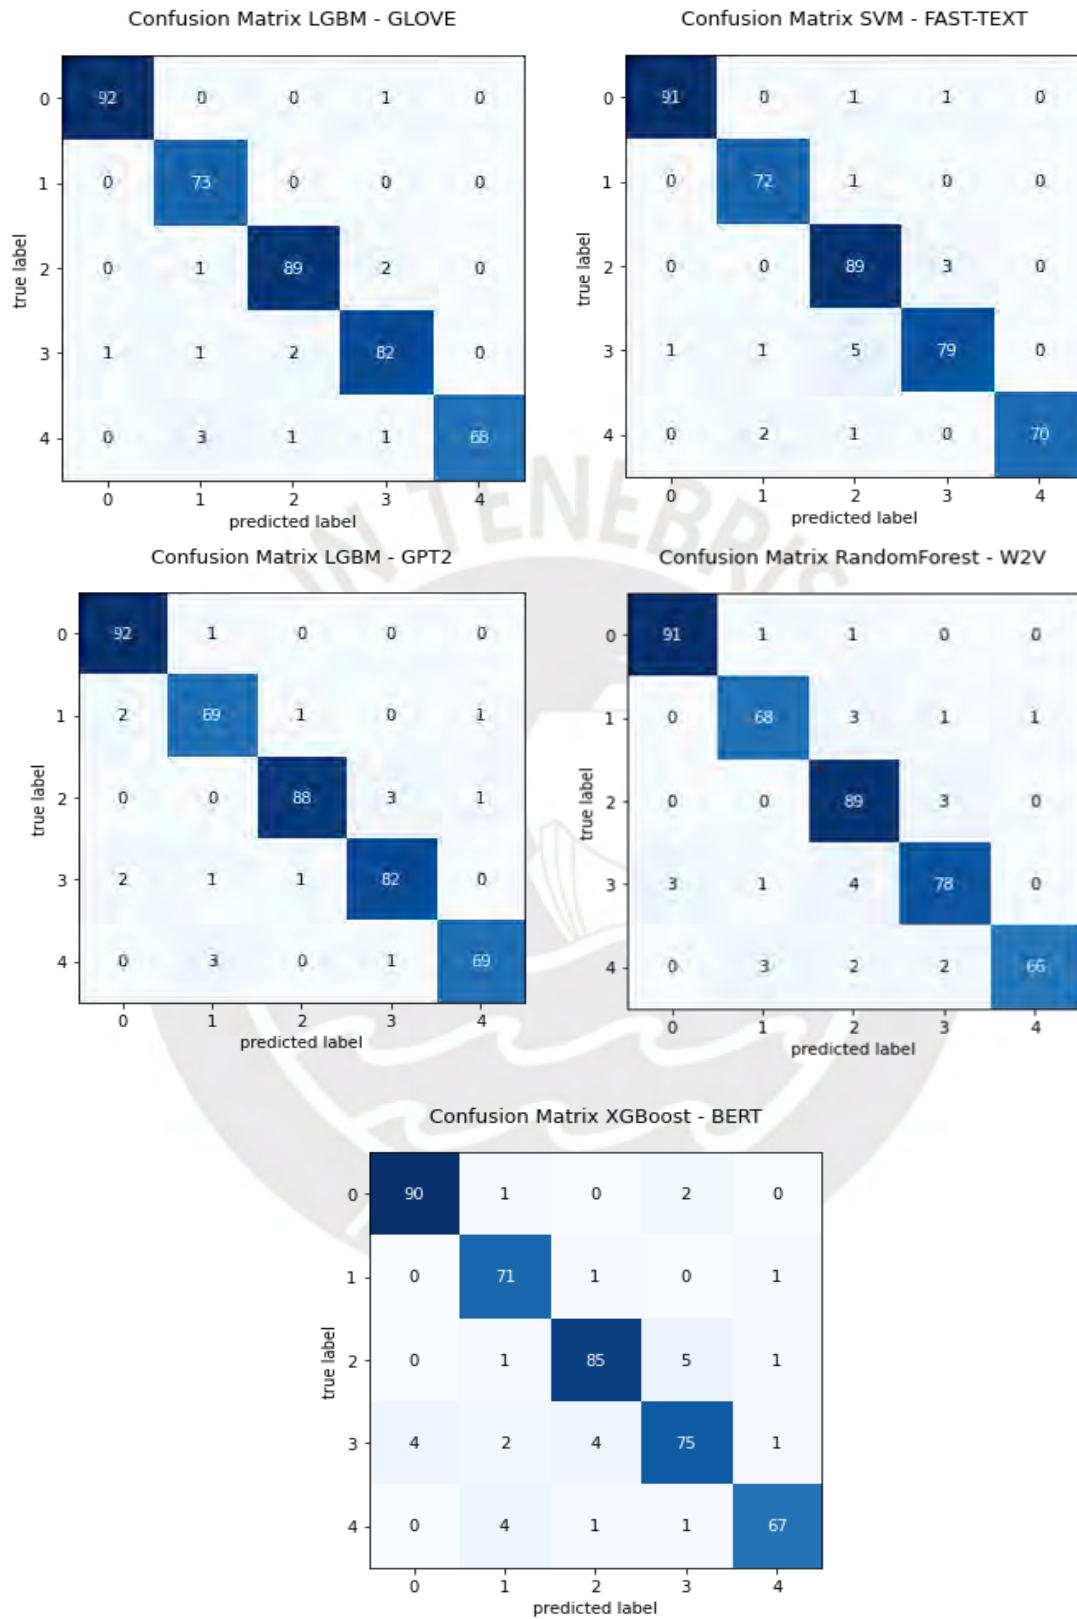 Confusion Matrix LGBM - GLOVE
0 92 0 0 1 0
1 0 73 0 0 0
2 0 1 89 2 0
3 1 1 2 82 0
4 0 3 1 1 68
0 1 2 3 4
true label
predicted label
Confusion Matrix SVM - FAST-TEXT
0 91 0 1 1 0
1 0 72 1 0 0
2 0 0 89 3 0
3 1 1 5 79 0
4 0 2 1 0 70
0 1 2 3 4
true label
predicted label
IN TENEBRIS
Confusion Matrix LGBM - GPT2
0 92 1 0 0 0
1 2 69 1 0 1
2 0 0 88 3 1
3 2 1 1 82 0
4 0 3 0 1 69
0 1 2 3 4
true label
predicted label
Confusion Matrix RandomForest - W2V
0 91 1 1 0 0
1 0 68 3 1 1
2 0 0 89 3 0
3 3 1 4 78 0
4 0 3 2 2 66
0 1 2 3 4
true label
predicted label
Confusion Matrix XGBoost - BERT
0 90 1 0 2 0
1 0 71 1 0 1
2 0 1 85 5 1
3 4 2 4 75 1
4 0 4 1 1 67
0 1 2 3 4
true label
predicted label